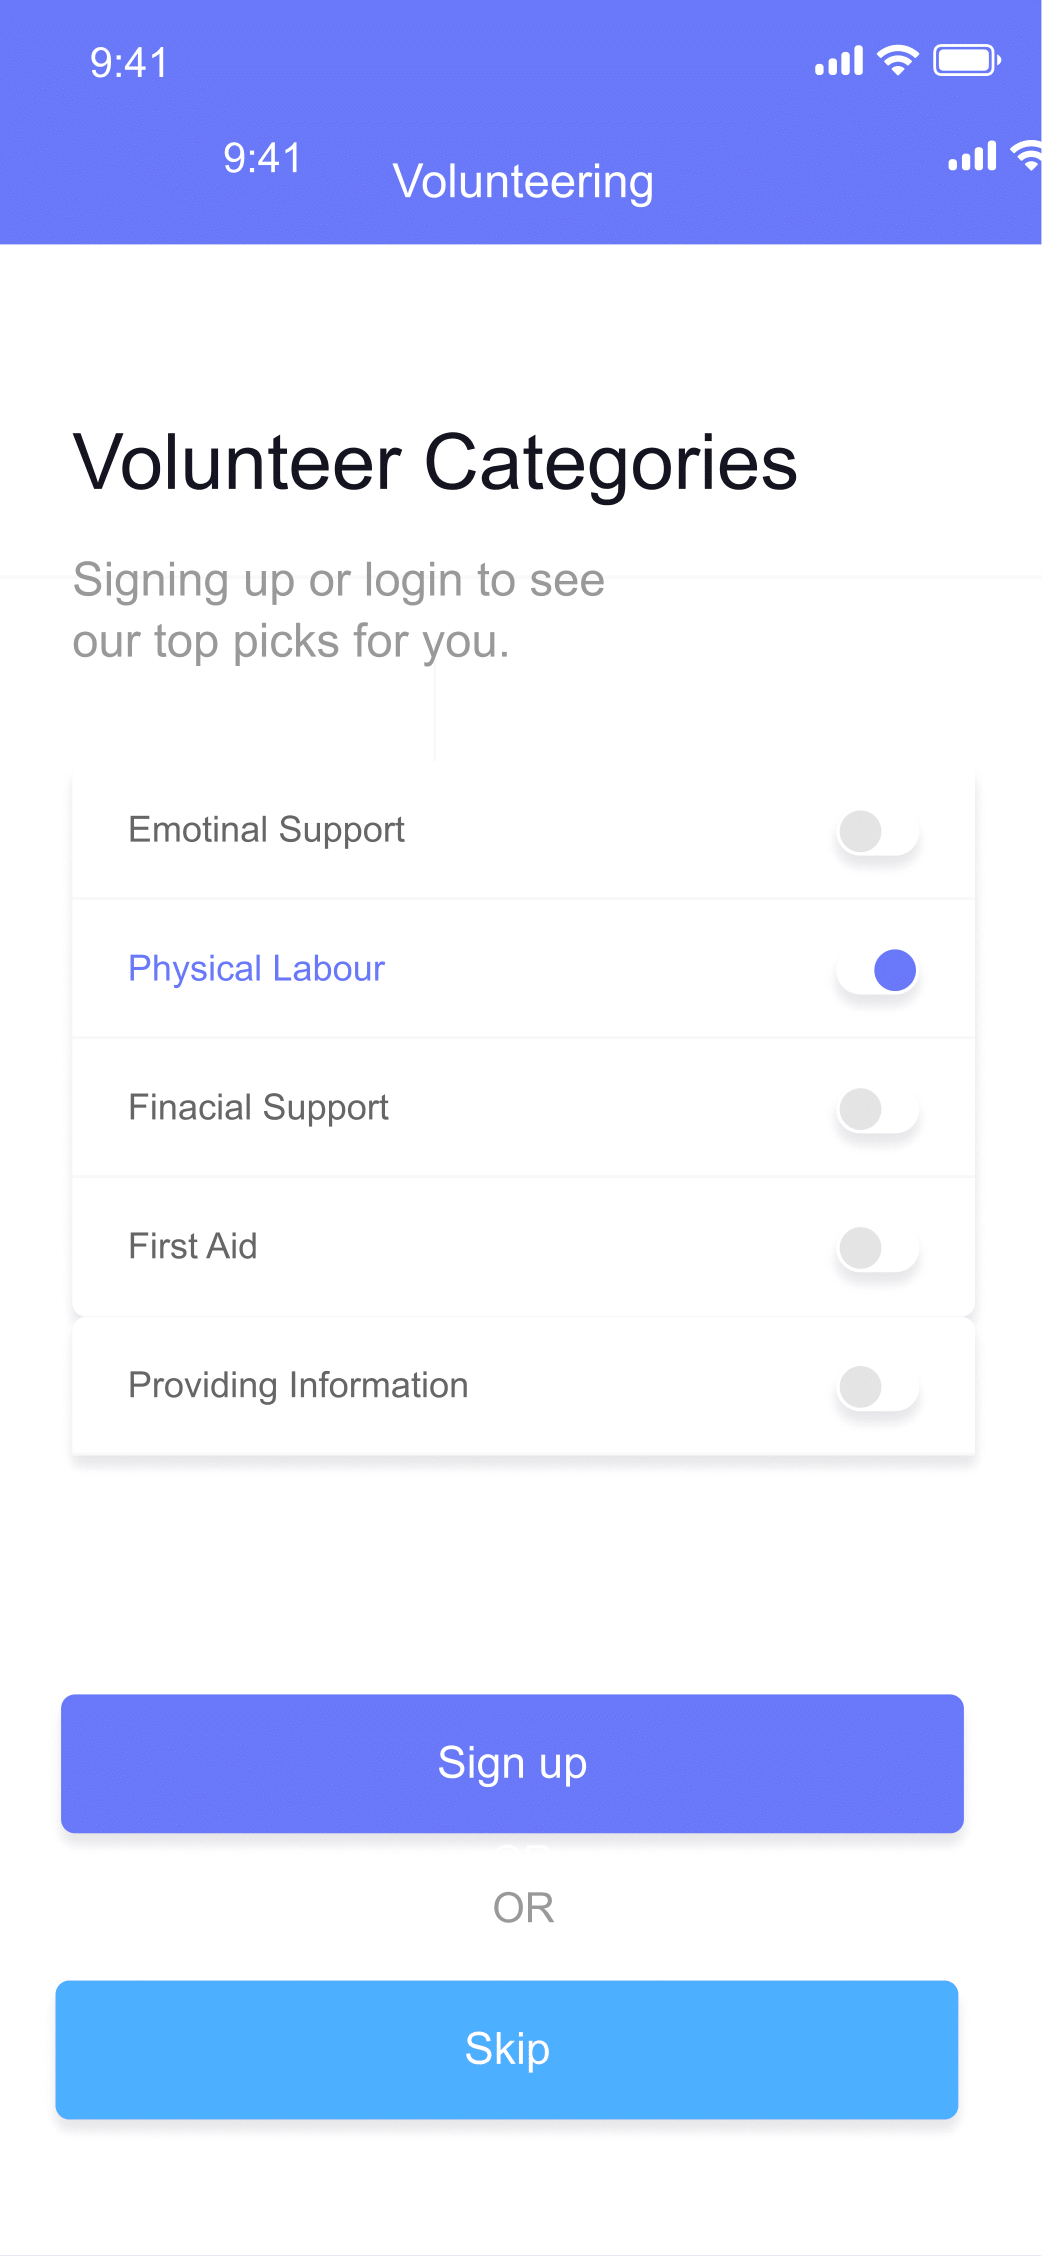 9:41
9:41
Volunteering
Volunteer Categories
Signing up or login to see
our top picks for you.
Emotinal Support
Physical Labour
Finacial Support
First Aid
Providing Information
Sign up
OR
Skip